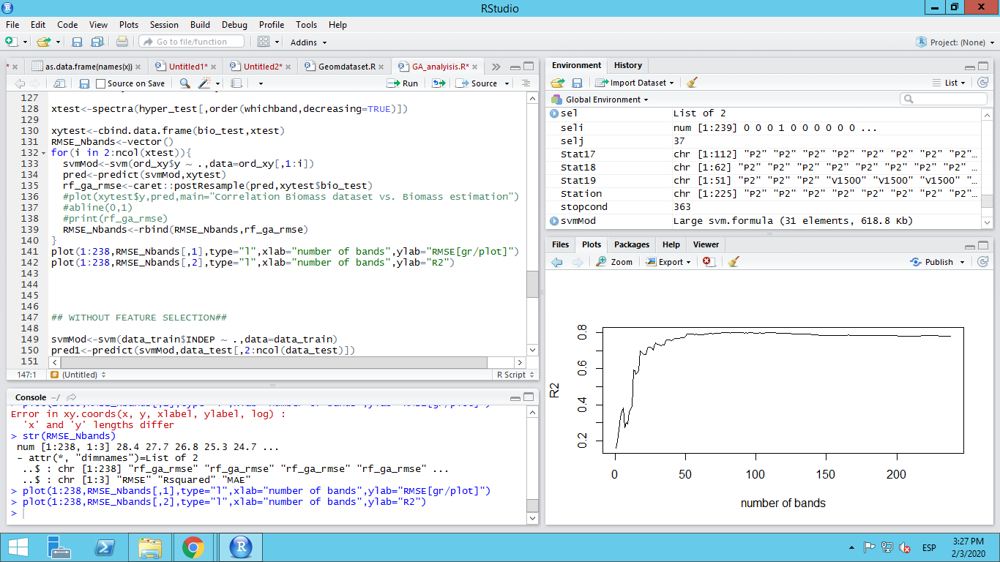 RStudio
File Edit Code View Plots Session Build Debug Profile Tools Help
Go to file/function Addins Project: (None)
* as.data.frame(names(x)) Untitled1* Untitled2* Geomdataset.R GA_analyisis.R*
Source on Save Run Source
127
128 xtest<-spectra(hyper_test[,order(whichband,decreasing=TRUE)])
129
130 xytest<-cbind.data.frame(bio_test,xtest)
131 RMSE_Nbands<-vector()
132 for(i in 2:ncol(xtest)){
133 svmMod<-svm(ord_xy$y ~ .,data=ord_xy[,1:i])
134 pred<-predict(svmMod,xytest)
135 rf_ga_rmse<-caret::postResample(pred,xytest$bio_test)
136 #plot(xytest$y,pred,main="Correlation Biomass dataset vs. Biomass estimation")
137 #abline(0,1)
138 #print(rf_ga_rmse)
139 RMSE_Nbands<-rbind(RMSE_Nbands,rf_ga_rmse)
140 }
141 plot(1:238,RMSE_Nbands[,1],type="l",xlab="number of bands",ylab="RMSE[gr/plot]")
142 plot(1:238,RMSE_Nbands[,2],type="l",xlab="number of bands",ylab="R2")
143
144
145
146
147 ## WITHOUT FEATURE SELECTION##
148
149 svmMod<-svm(data_train$INDEP ~ .,data=data_train)
150 pred1<-predict(svmMod,data_test[,2:ncol(data_test)])
151
147:1 # (Untitled) R Script
Console ~/
Error in xy.coords(x, y, xlabel, ylabel, log) :
'x' and 'y' lengths differ
> str(RMSE_Nbands)
num [1:238, 1:3] 28.4 27.7 26.8 25.3 24.7 ...
- attr(*, "dimnames")=List of 2
..$ : chr [1:238] "rf_ga_rmse" "rf_ga_rmse" "rf_ga_rmse" "rf_ga_rmse" ...
..$ : chr [1:3] "RMSE" "Rsquared" "MAE"
> plot(1:238,RMSE_Nbands[,1],type="l",xlab="number of bands",ylab="RMSE[gr/plot]")
> plot(1:238,RMSE_Nbands[,2],type="l",xlab="number of bands",ylab="R2")
>
Environment History
Import Dataset List
Global Environment
sel List of 2
seli num [1:239] 0 0 0 1 0 0 0 0 0 0 ...
selj 37
Stat17 chr [1:112] "P2" "P2" "P2" "P2" "P2" "P2" "P2"…
Stat18 chr [1:62] "P2" "P2" "P2" "P2" "P2" "P2" "P2" …
Stat19 chr [1:51] "P2" "P2" "P2" "V1500" "V1500" "V1500" "…
Station chr [1:225] "P2" "P2" "P2" "P2" "P2" "P2" "P2"…
stopcond 363
svmMod Large svm.formula (31 elements, 618.8 Kb)
Files Plots Packages Help Viewer
Zoom Export Publish
R2
0.8
0.6
0.4
0.2
0 50 100 150 200
number of bands
ESP
3:27 PM
2/3/2020